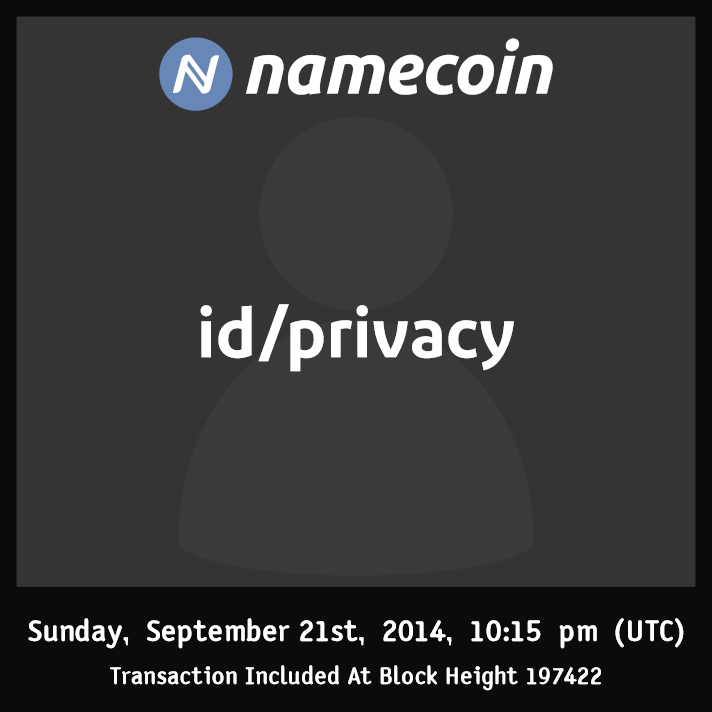 namecoin
id/privacy
Sunday, September 21st, 2014, 10:15 pm (UTC)
Transaction Included At Block Height 197422